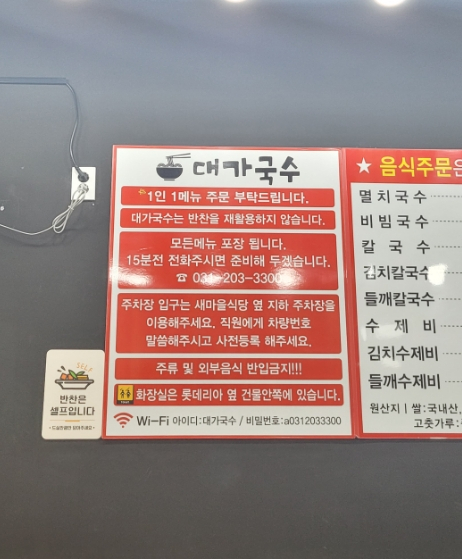 대가국수
1인 1메뉴 주문 부탁드립니다.
대가국수는 반찬을 재활용하지 않습니다.
모든메뉴 포장 됩니다.
15분전 전화주시면 준비해 두겠습니다.
☎ 031-203-3300
주차장 입구는 새마을식당 옆 지하 주차장을
이용해주세요. 직원에게 차량번호
말씀해주시고 사전등록 해주세요.
주류 및 외부음식 반입금지!!!
화장실은 롯데리아 옆 건물안쪽에 있습니다.
Wi-Fi 아이디:대가국수 / 비밀번호:a0312033300
반찬은
셀프입니다
★ 음식주문은
멸치국수
비빔국수
칼국수
김치칼국수
들깨칼국수
수제비
김치수제비
들깨수제비
원산지 | 쌀:국내산,
고춧가루: